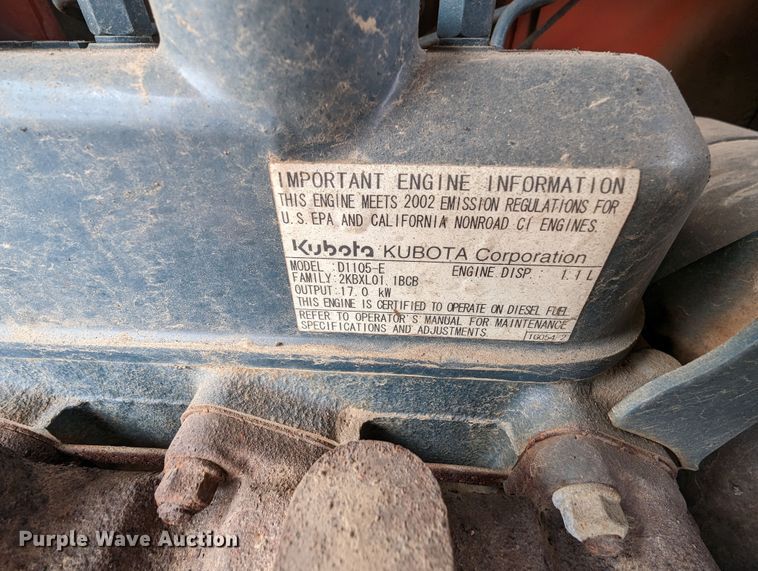 IMPORTANT ENGINE INFORMATION
THIS ENGINE MEETS 2002 EMISSION REGULATIONS FOR
U.S. EPA AND CALIFORNIA NONROAD CI ENGINES.
Kubota KUBOTA Corporation
MODEL :D1105-E ENGINE DISP. : 1.1 L
FAMILY:2KBXL01.1BCB
OUTPUT:17.0 kW
THIS ENGINE IS CERTIFIED TO OPERATE ON DIESEL FUEL
REFER TO OPERATOR'S MANUAL FOR MAINTENANCE
SPECIFICATIONS AND ADJUSTMENTS.
Purple Wave Auction